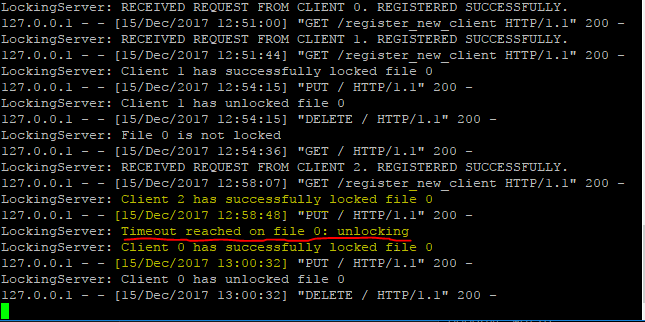 LockingServer: RECEIVED REQUEST FROM CLIENT 0. REGISTERED SUCCESSFULLY.
127.0.0.1 - - [15/Dec/2017 12:51:00] "GET /register_new_client HTTP/1.1" 200 -
LockingServer: RECEIVED REQUEST FROM CLIENT 1. REGISTERED SUCCESSFULLY.
127.0.0.1 - - [15/Dec/2017 12:51:44] "GET /register_new_client HTTP/1.1" 200 -
LockingServer: Client 1 has successfully locked file 0
127.0.0.1 - - [15/Dec/2017 12:54:15] "PUT / HTTP/1.1" 200 -
LockingServer: Client 1 has unlocked file 0
127.0.0.1 - - [15/Dec/2017 12:54:15] "DELETE / HTTP/1.1" 200 -
LockingServer: File 0 is not locked
127.0.0.1 - - [15/Dec/2017 12:54:36] "GET / HTTP/1.1" 200 -
LockingServer: RECEIVED REQUEST FROM CLIENT 2. REGISTERED SUCCESSFULLY.
127.0.0.1 - - [15/Dec/2017 12:58:07] "GET /register_new_client HTTP/1.1" 200 -
LockingServer: Client 2 has successfully locked file 0
127.0.0.1 - - [15/Dec/2017 12:58:48] "PUT / HTTP/1.1" 200 -
LockingServer: Timeout reached on file 0: unlocking
LockingServer: Client 0 has successfully locked file 0
127.0.0.1 - - [15/Dec/2017 13:00:32] "PUT / HTTP/1.1" 200 -
LockingServer: Client 0 has unlocked file 0
127.0.0.1 - - [15/Dec/2017 13:00:32] "DELETE / HTTP/1.1" 200 -